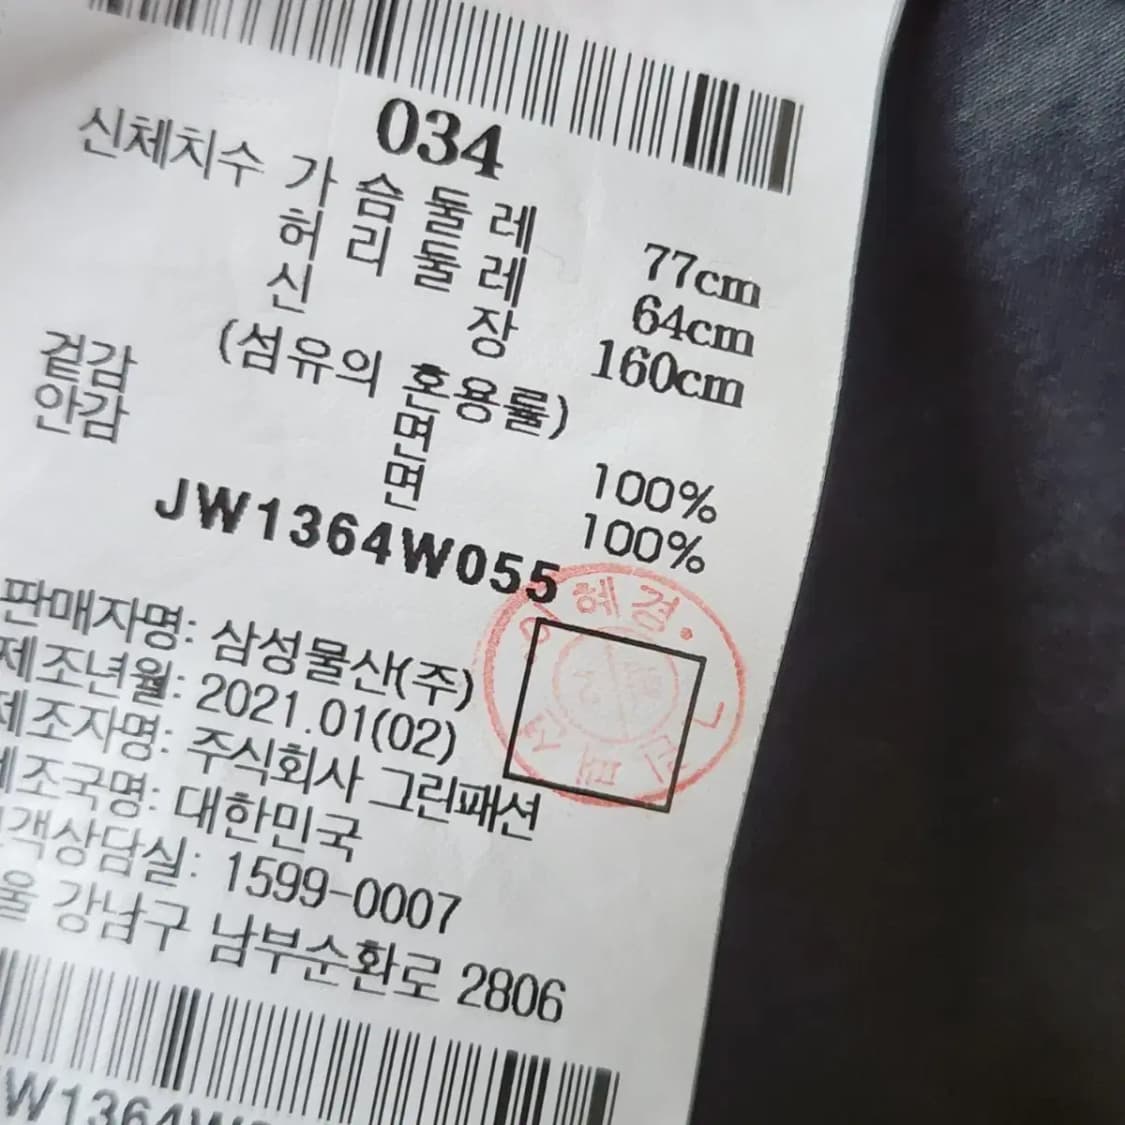 034
신체치수 가슴둘레 77cm
허리둘레 64cm
신장 160cm
(섬유의 혼용률)
겉감 면 100%
안감 면 100%
JW1364W055
혜경.
판매자명: 삼성물산(주)
제조년월: 2021.01(02)
제조자명: 주식회사 그린패션
제조국명: 대한민국
객상담실: 1599-0007
울 강남구 남부순환로 2806